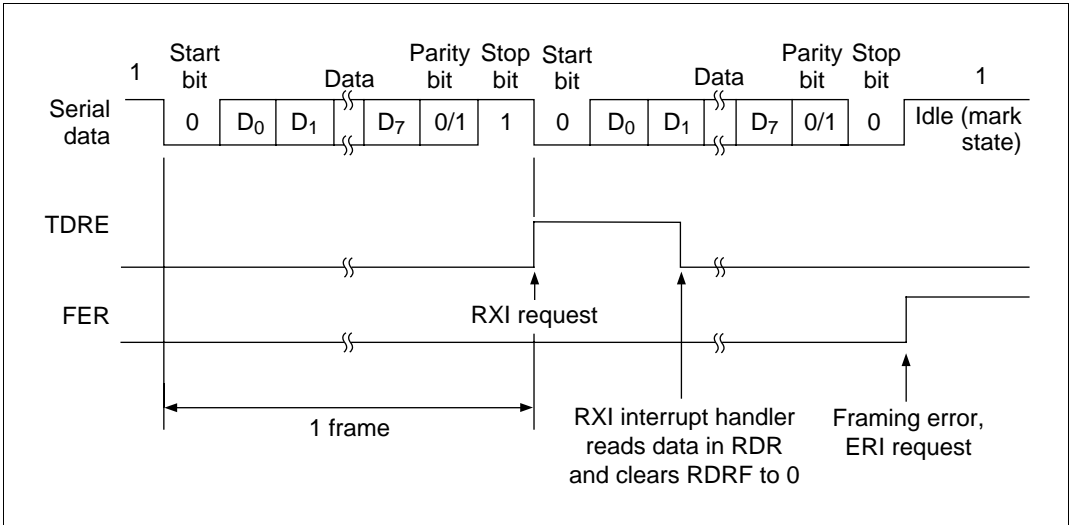 1 Start bit Data Parity bit Stop bit Start bit Data Parity bit Stop bit 1
Serial data 0 D0 D1 D7 0/1 1 0 D0 D1 D7 0/1 0 Idle (mark state)
TDRE
RXI request
FER
1 frame
RXI interrupt handler
reads data in RDR
and clears RDRF to 0
Framing error,
ERI request